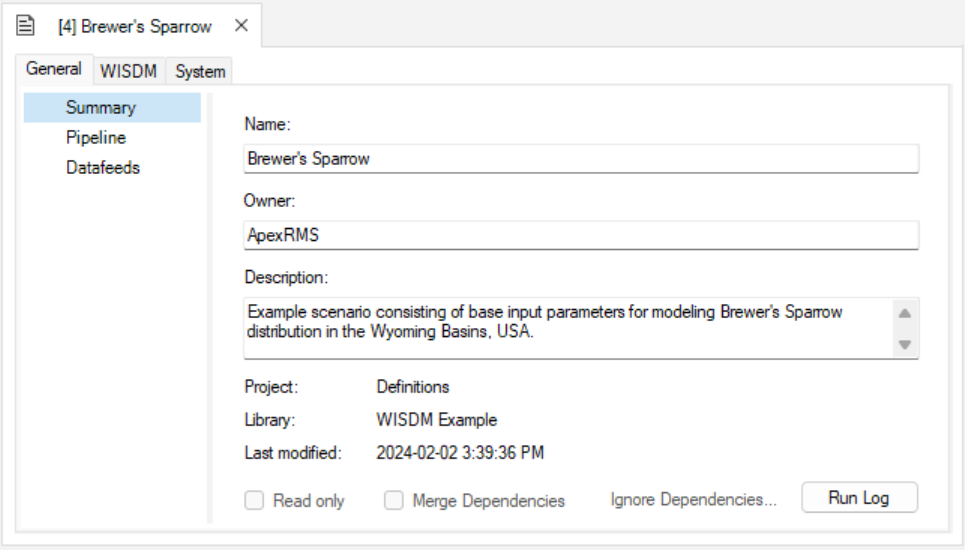 [4] Brewer's Sparrow
General WISDM System
Summary
Pipeline
Datafeeds
Name:
Brewer's Sparrow
Owner:
ApexRMS
Description:
Example scenario consisting of base input parameters for modeling Brewer's Sparrow
distribution in the Wyoming Basins, USA.
Project: Definitions
Library: WISDM Example
Last modified: 2024-02-02 3:39:36 PM
Read only Merge Dependencies Ignore Dependencies... Run Log